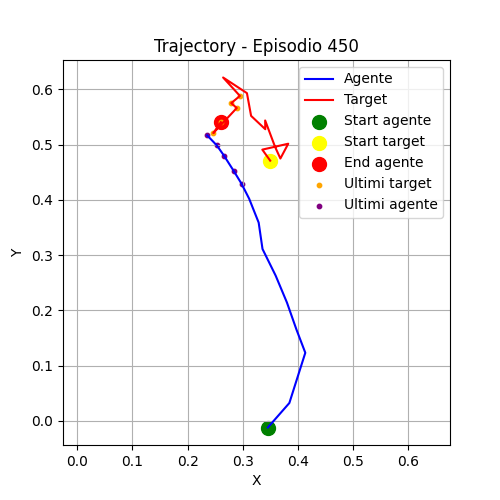 Trajectory - Episodio 450
Agente
Target
Start agente
Start target
End agente
Ultimi target
Ultimi agente
Y
0.6
0.5
0.4
0.3
0.2
0.1
0.0
0.0
0.1
0.2
0.3
0.4
0.5
0.6
X